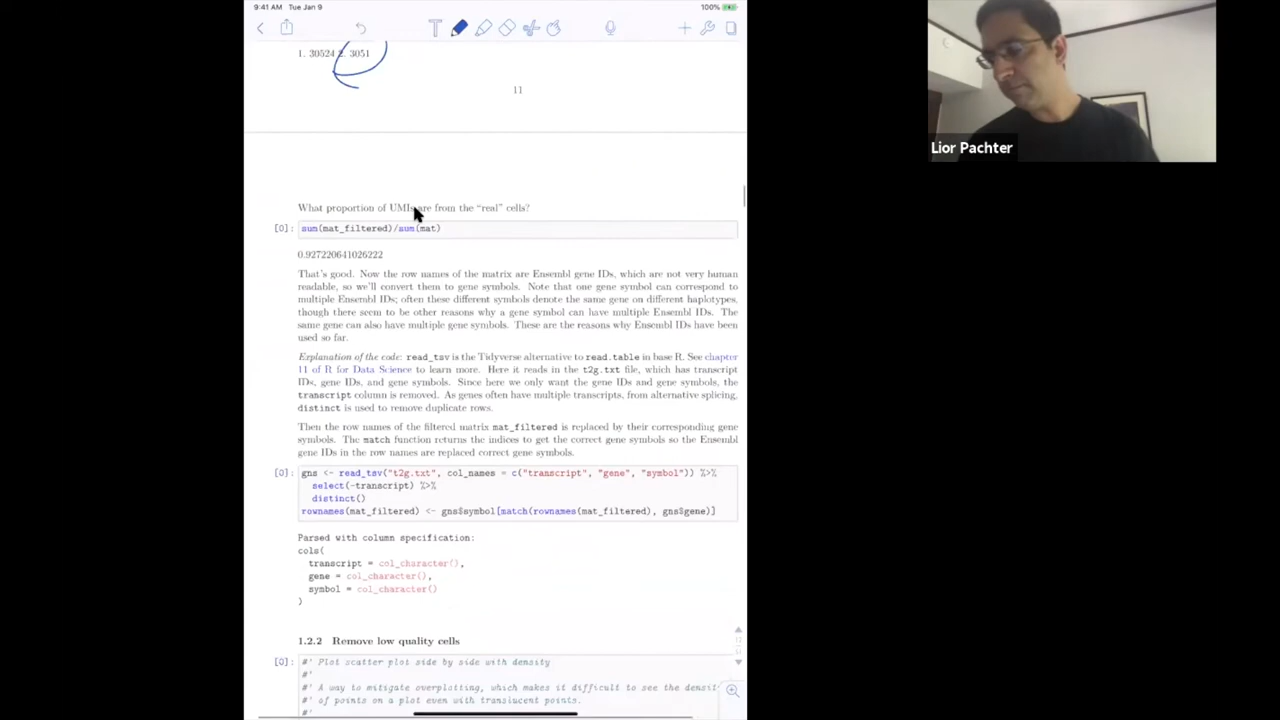 9:41 AM Tue Jan 9
100%
T
1. 30524 2. 3051
11
Lior Pachter
What proportion of UMIs are from the “real” cells?
[0]: sum(mat_filtered)/sum(mat)
0.927220641026222
That’s good. Now the row names of the matrix are Ensembl gene IDs, which are not very human
readable, so we’ll convert them to gene symbols. Note that one gene symbol can correspond to
multiple Ensembl IDs; often these different symbols denote the same gene on different haplotypes,
though there seem to be other reasons why a gene symbol can have multiple Ensembl IDs. The
same gene can also have multiple gene symbols. These are the reasons why Ensembl IDs have been
used so far.
Explanation of the code: read_tsv is the Tidyverse alternative to read.table in base R. See chapter
11 of R for Data Science to learn more. Here it reads in the t2g.txt file, which has transcript
IDs, gene IDs, and gene symbols. Since here we only want the gene IDs and gene symbols, the
transcript column is removed. As genes often have multiple transcripts, from alternative splicing,
distinct is used to remove duplicate rows.
Then the row names of the filtered matrix mat_filtered is replaced by their corresponding gene
symbols. The match function returns the indices to get the correct gene symbols so the Ensembl
gene IDs in the row names are replaced correct gene symbols.
[0]: gns <- read_tsv("t2g.txt", col_names = c("transcript", "gene", "symbol")) %>%
select(-transcript) %>%
distinct()
rownames(mat_filtered) <- gns$symbol[match(rownames(mat_filtered), gns$gene)]
Parsed with column specification:
cols(
transcript = col_character(),
gene = col_character(),
symbol = col_character()
)
1.2.2 Remove low quality cells
[0]: #' Plot scatter plot side by side with density
#'
#' A way to mitigate overplotting, which makes it difficult to see the densit
#' of points on a plot even with translucent points.
#'